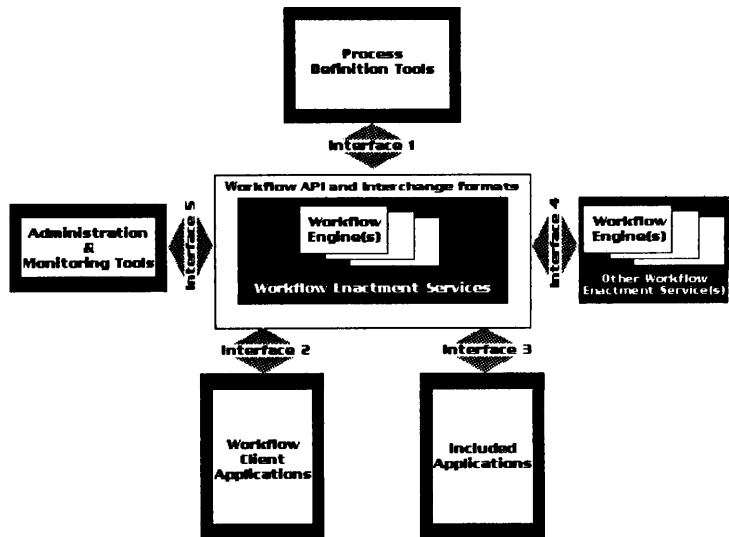 Process
Definition Tools
Interface 1
Workflow API and Interchange formats
Workflow
Engine(s)
Workflow Enactment Services
Administration
&
Monitoring Tools
Interface 5
Interface 4
Workflow
Engine(s)
Other Workflow
Enactment Service(s)
Interface 2
Interface 3
Workflow
Client
Applications
Included
Applications